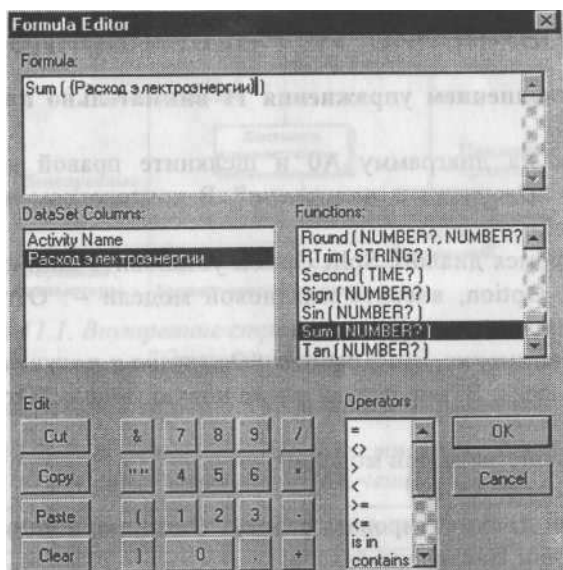 Formula Editor
Formula:
Sum ( {Расход электроэнергии} )
DataSet Columns:
Activity Name
Расход электроэнергии
Functions:
Round ( NUMBER?, NUMBER?
RTrim ( STRING? )
Second ( TIME? )
Sign ( NUMBER? )
Sin ( NUMBER? )
Sum ( NUMBER? )
Tan ( NUMBER? )
Edit
Cut & 7 8 9 /
Copy "" 4 5 6 *
Paste ( 1 2 3 -
Clear ) 0 . +
Operators
=
<>
>
<
>=
<=
is in
contains
OK
Cancel